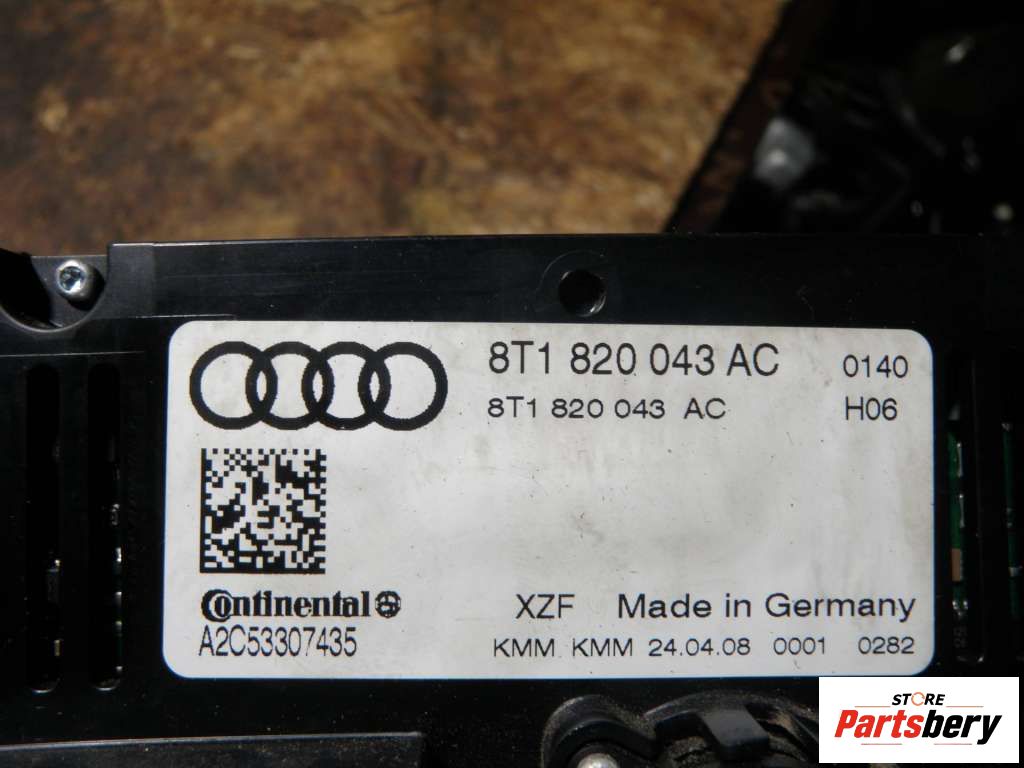 8T1 820 043 AC 0140
8T1 820 043 AC H06
Continental
A2C53307435
XZF Made in Germany
KMM KMM 24.04.08 0001 0282
STORE
Partsbery